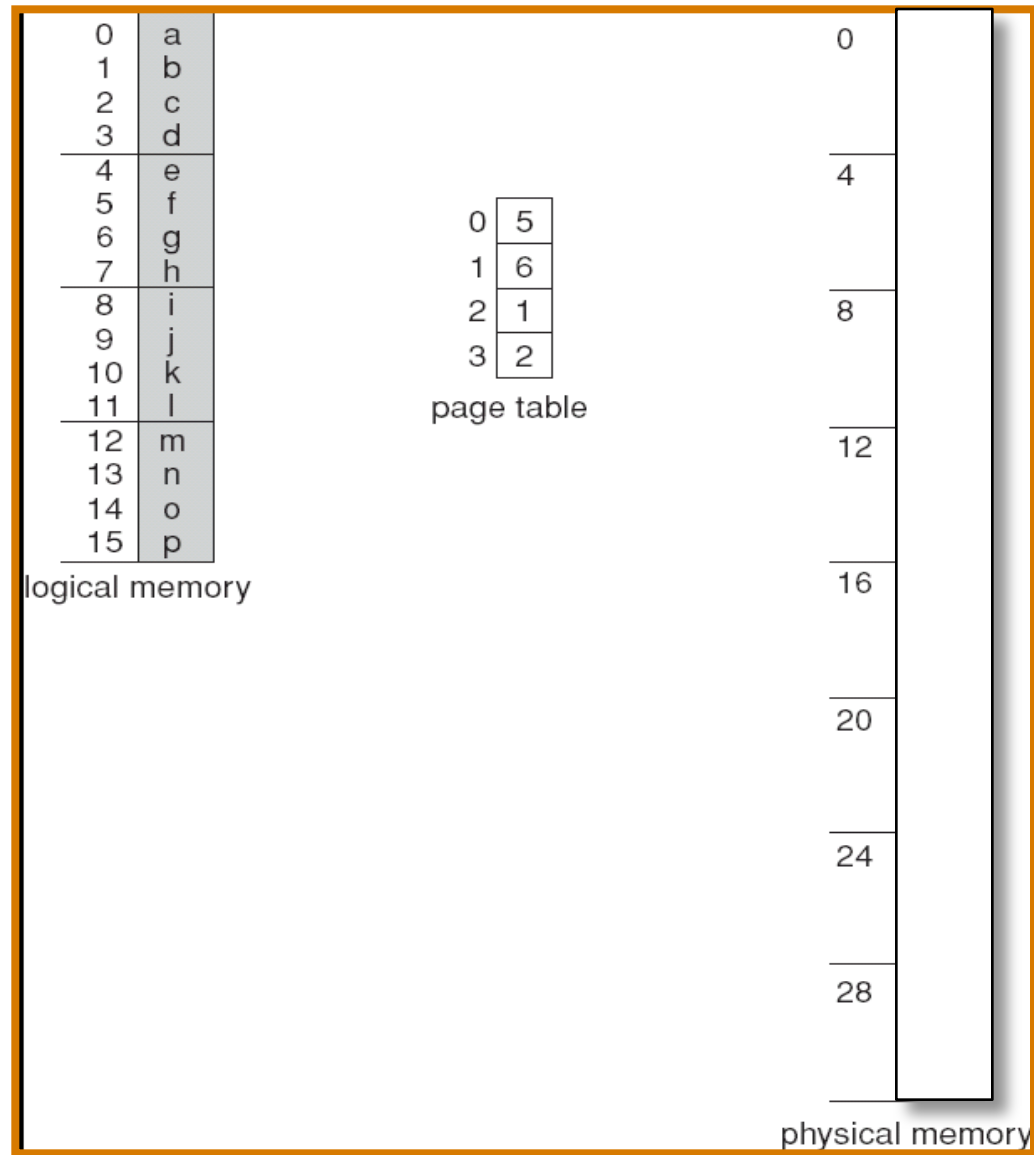 0 a
1 b
2 c
3 d
4 e
5 f
6 g
7 h
8 i
9 j
10 k
11 l
12 m
13 n
14 o
15 p
logical memory
0 5
1 6
2 1
3 2
page table
0
4
8
12
16
20
24
28
physical memory